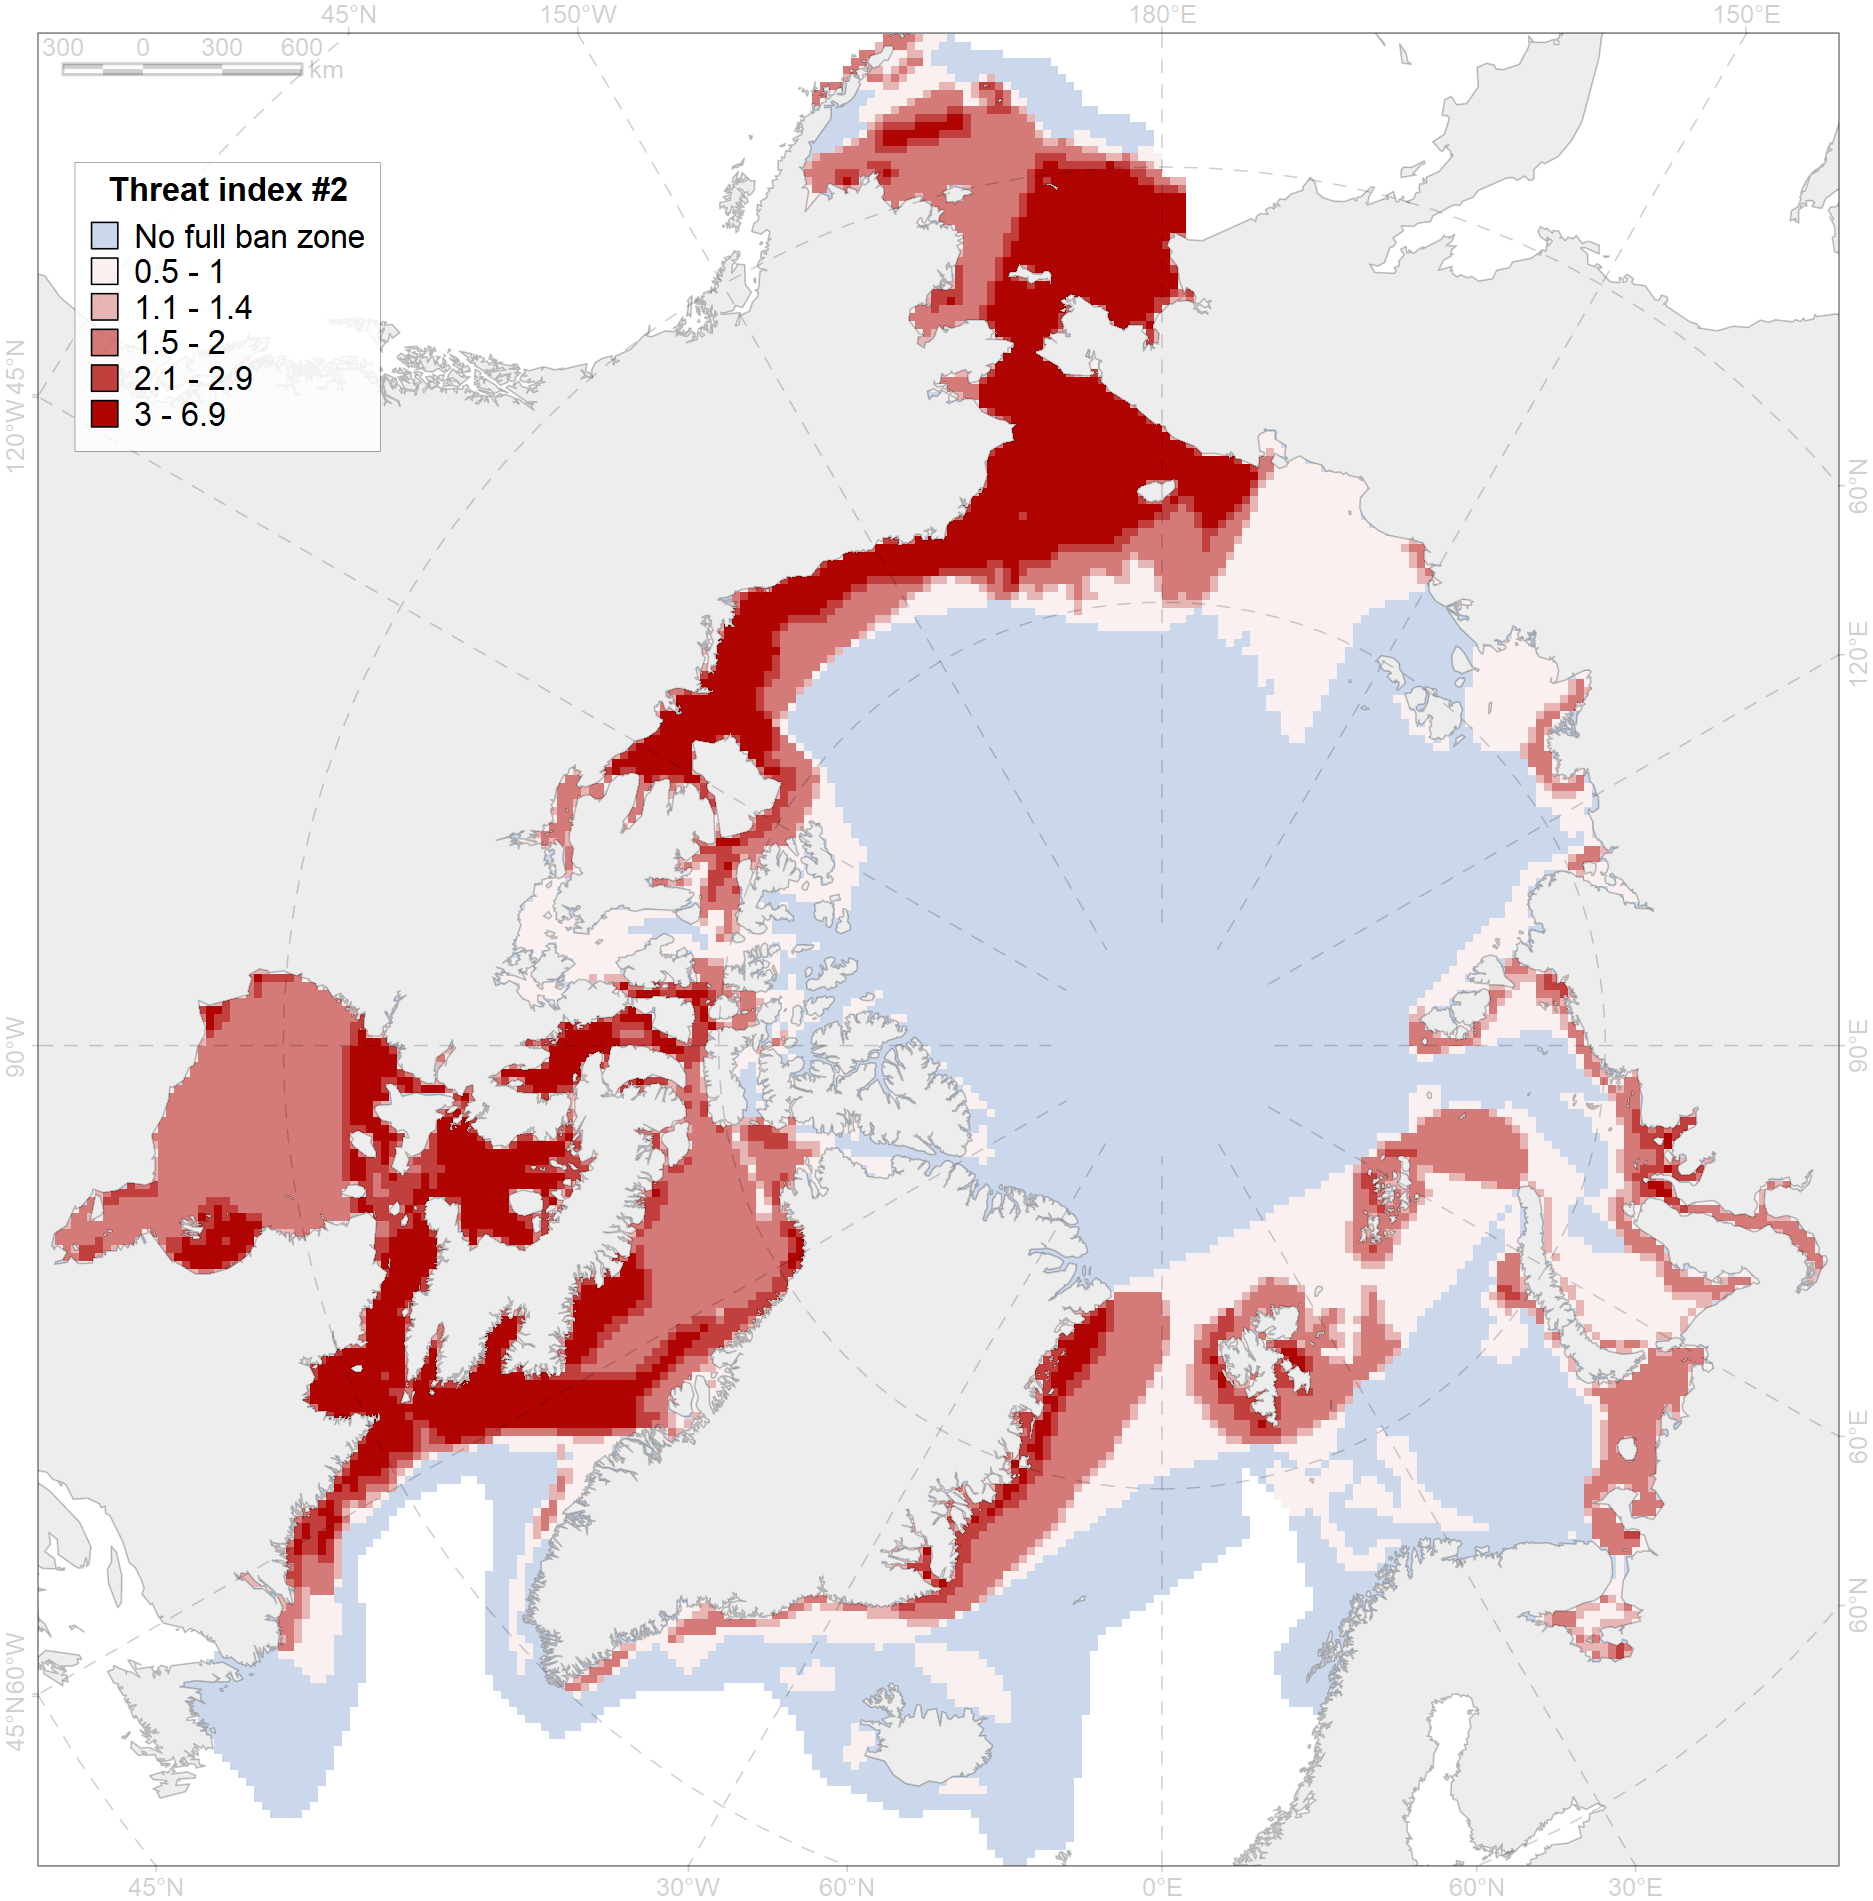 45°N 150°W 180°E 150°E
300 0 300 600
km
Threat index #2
No full ban zone
0.5 - 1
1.1 - 1.4
1.5 - 2
2.1 - 2.9
3 - 6.9
45°N
120°W
90°W
60°W
45°N
60°N
120°E
90°E
60°E
60°N
45°N 30°W 60°N 0°E 60°N 30°E